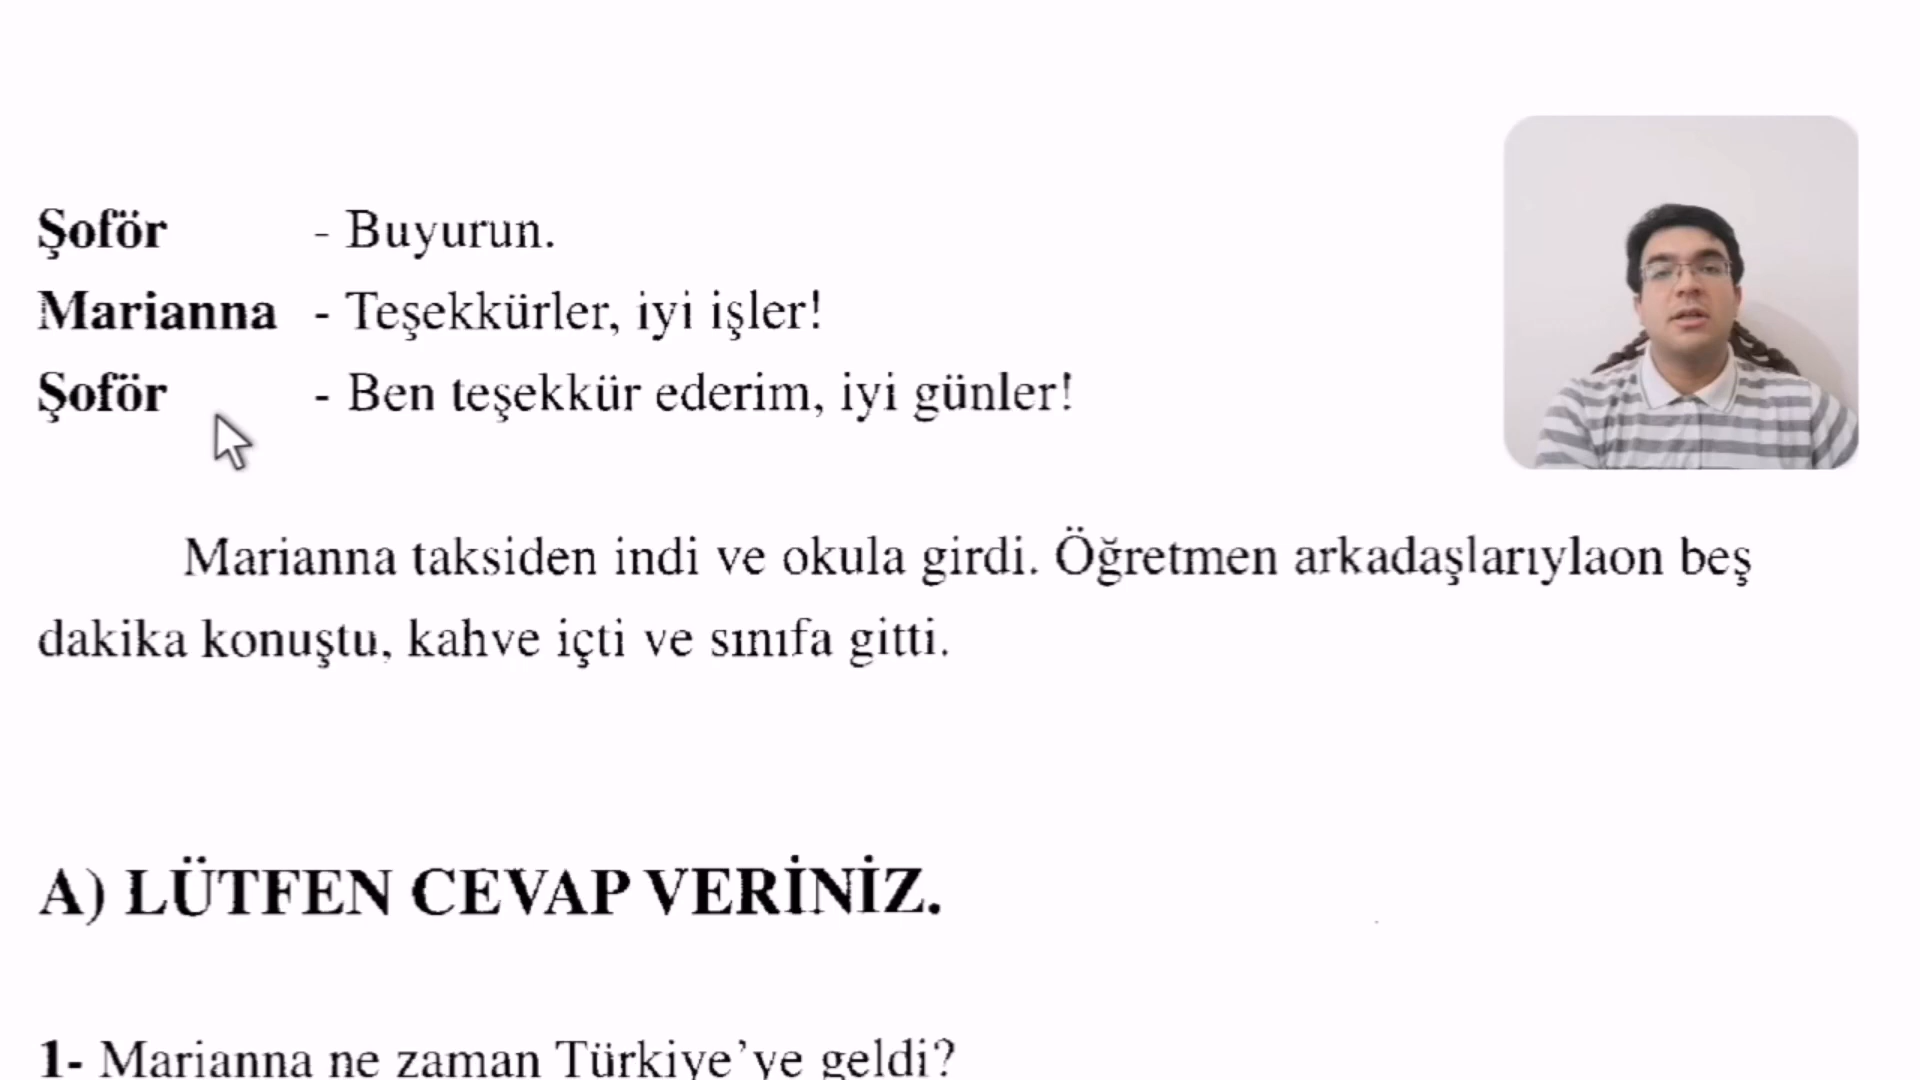 Şoför - Buyurun.
Marianna - Teşekkürler, iyi işler!
Şoför - Ben teşekkür ederim, iyi günler!
Marianna taksiden indi ve okula girdi. Öğretmen arkadaşlarıylaon beş
dakika konuştu, kahve içti ve sınıfa gitti.
A) LÜTFEN CEVAP VERİNİZ.
1- Marianna ne zaman Türkiye’ye geldi?